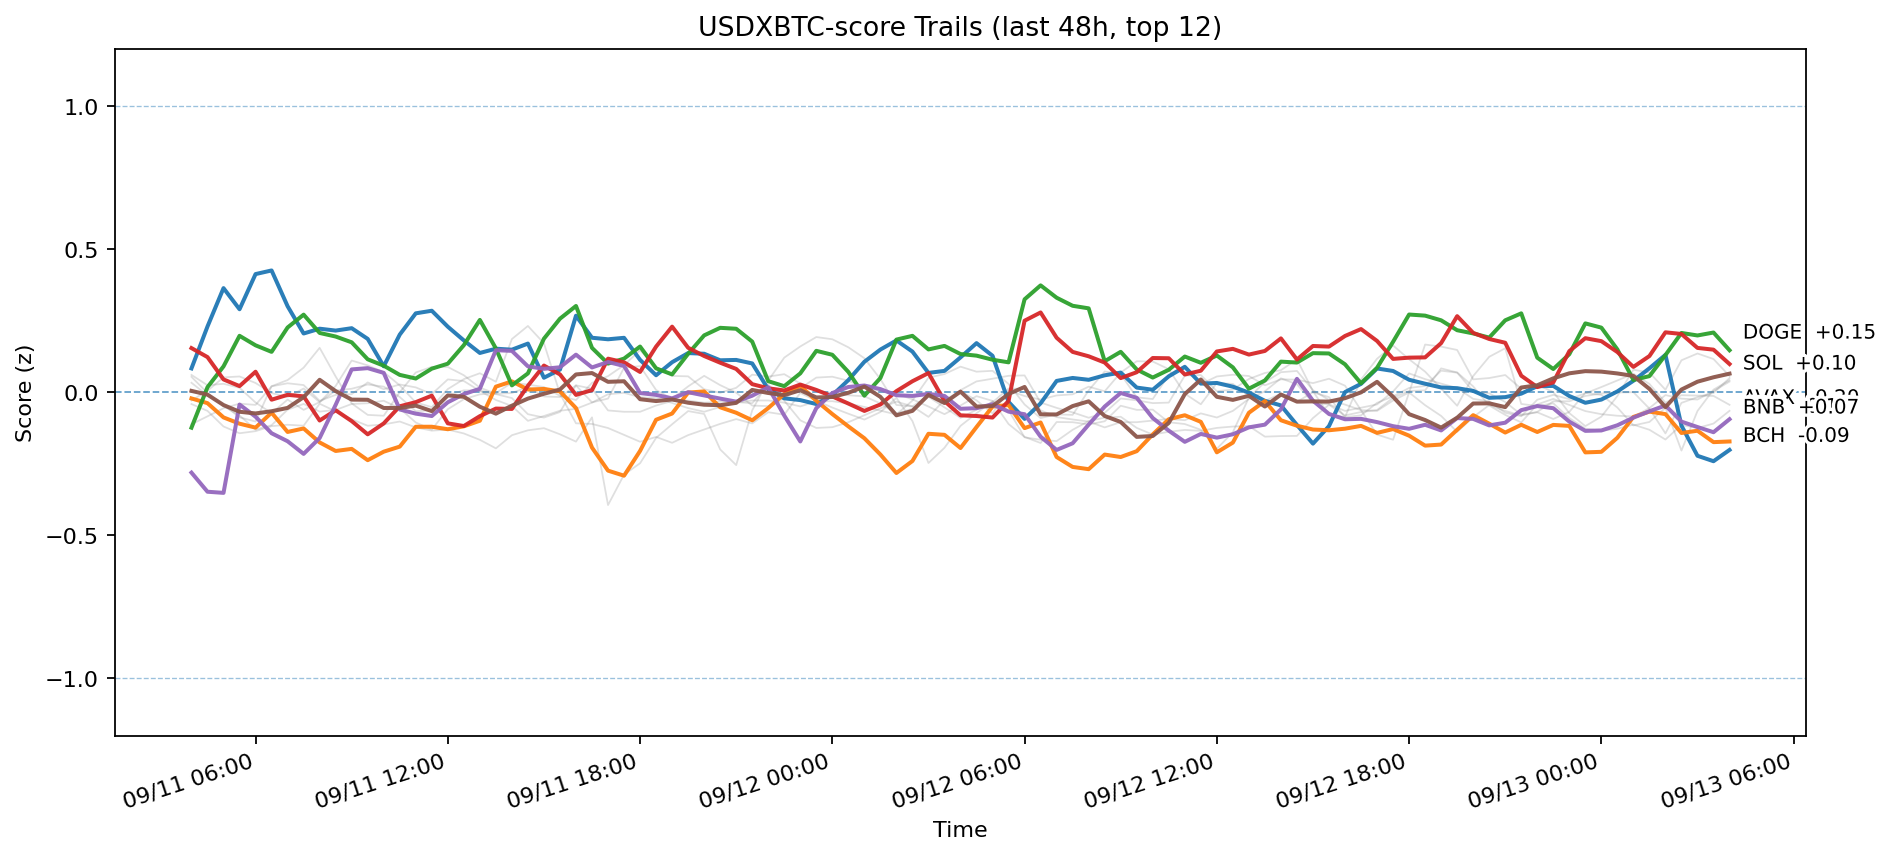 USDXBTC-score Trails (last 48h, top 12)
Score (z)
1.0
0.5
0.0
−0.5
−1.0
DOGE +0.15
SOL +0.10
BNB +0.07
BCH -0.09
09/11 06:00
09/11 12:00
09/11 18:00
09/12 00:00
09/12 06:00
09/12 12:00
09/12 18:00
09/13 00:00
09/13 06:00
Time